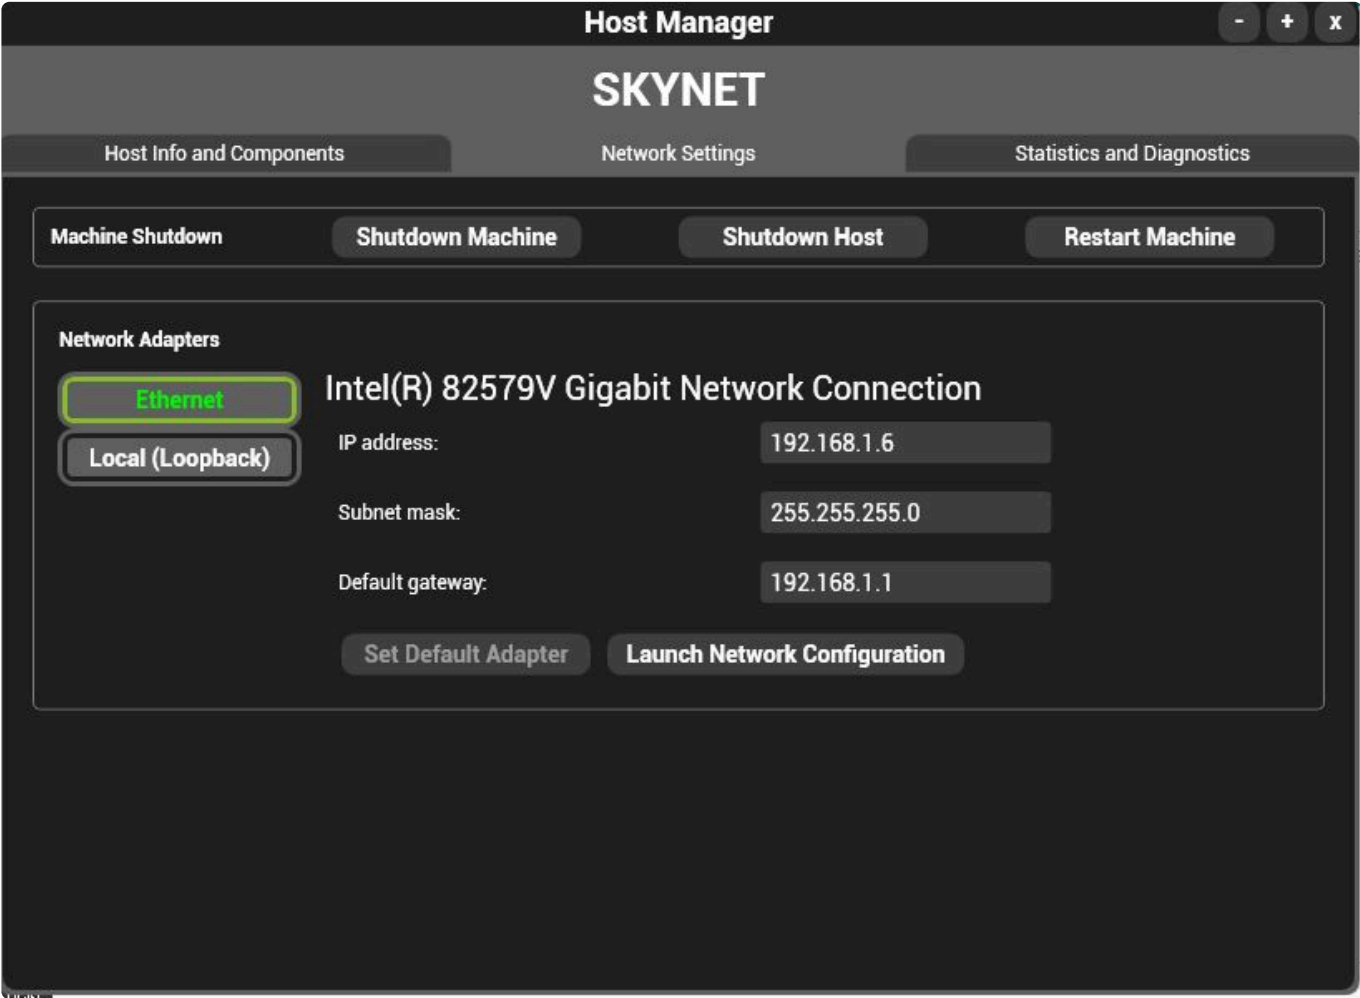 Host Manager
- + x
SKYNET
Host Info and Components Network Settings Statistics and Diagnostics
Machine Shutdown Shutdown Machine Shutdown Host Restart Machine
Network Adapters
Ethernet
Local (Loopback)
Intel(R) 82579V Gigabit Network Connection
IP address: 192.168.1.6
Subnet mask: 255.255.255.0
Default gateway: 192.168.1.1
Set Default Adapter Launch Network Configuration